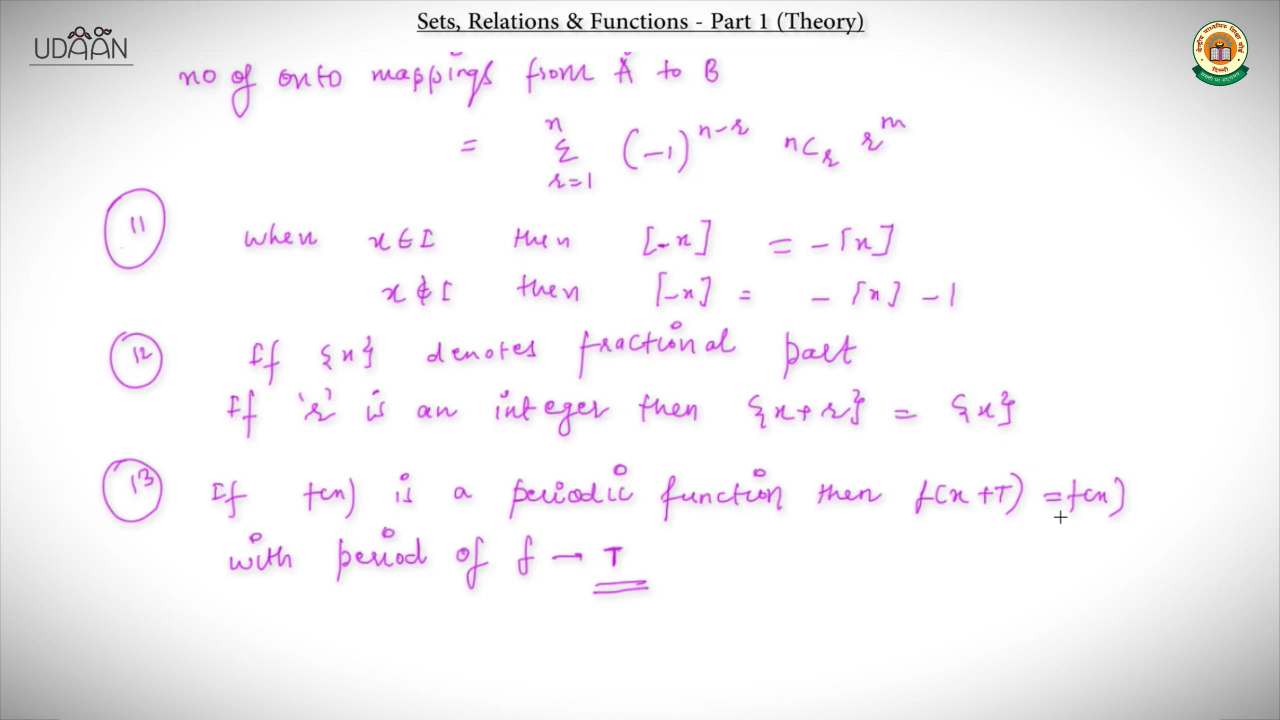 Sets, Relations & Functions - Part 1 (Theory)
UDAAN
no of onto mappings from A to B
= n Σ r=1 (-1)^{n-r} nCr r^m
11 when x∈I then [-x] = -[x]
x∉I then [-x] = -[x] -1
12 If {x} denotes fractional part
If 'r' is an integer then {x+r} = {x}
13 If f(x) is a periodic function then f(x+T) = f(x)
with period of f → T